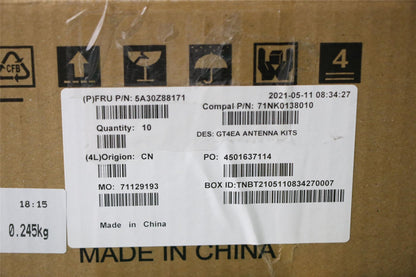 CFB
4
(P)FRU P/N: 5A30Z88171
2021-05-11 08:34:27
Compal P/N: 71NK0138010
Quantity: 10
DES: GT4EA ANTENNA KITS
(4L)Origion: CN
PO: 4501637114
MO: 71129193
BOX ID:TNBT2105110834270007
Made in China
18:15
0.245kg
MADE IN CHINA